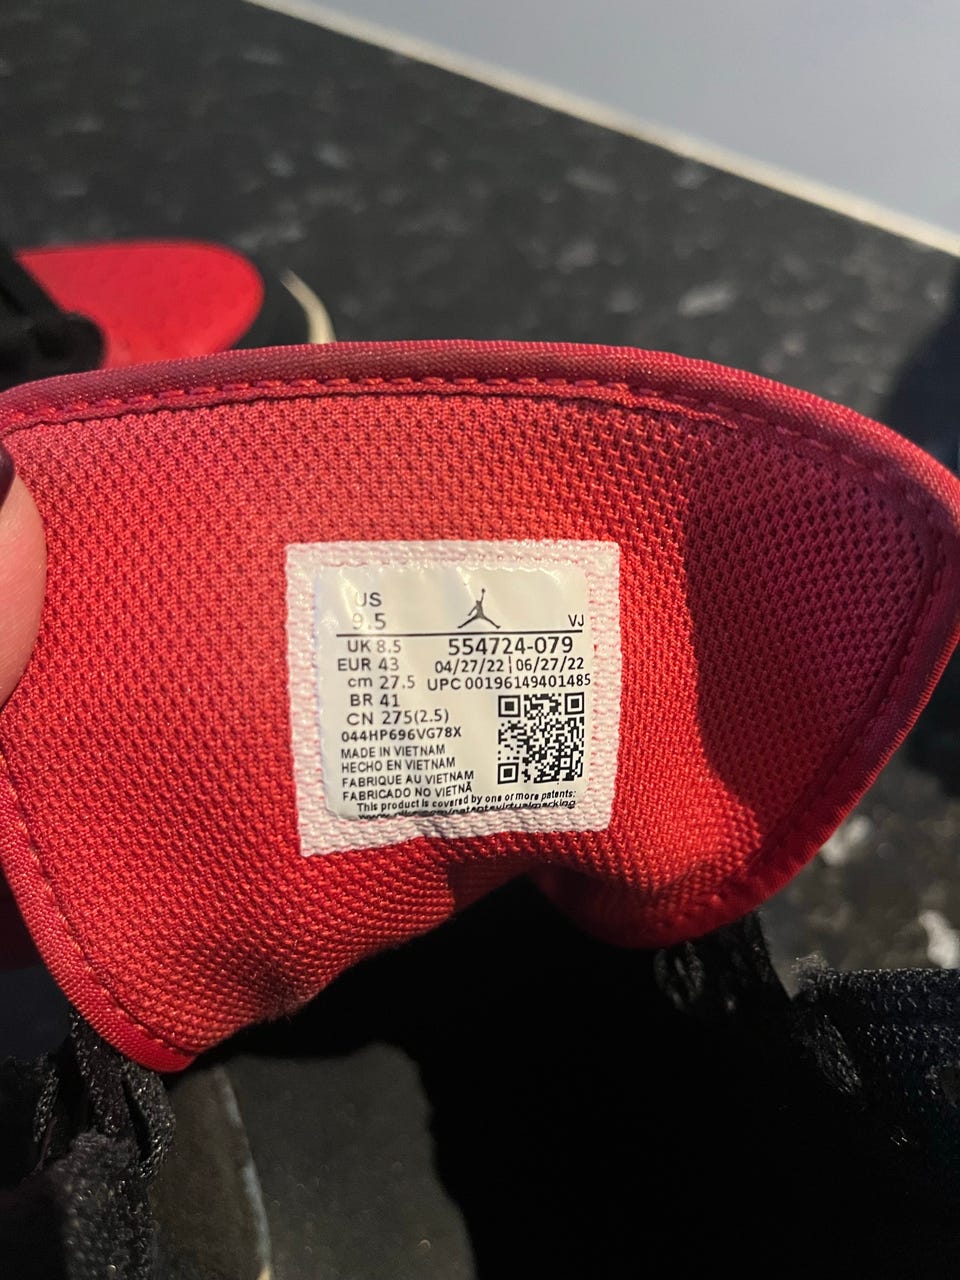 US
9.5
VJ
UK 8.5 554724-079
EUR 43 04/27/22 06/27/22
cm 27.5 UPC 00196149401485
BR 41
CN 275(2.5)
044HP696VG78X
MADE IN VIETNAM
HECHO EN VIETNAM
FABRIQUE AU VIETNAM
FABRICADO NO VIETNÃ
This product is covered by one or more patents: